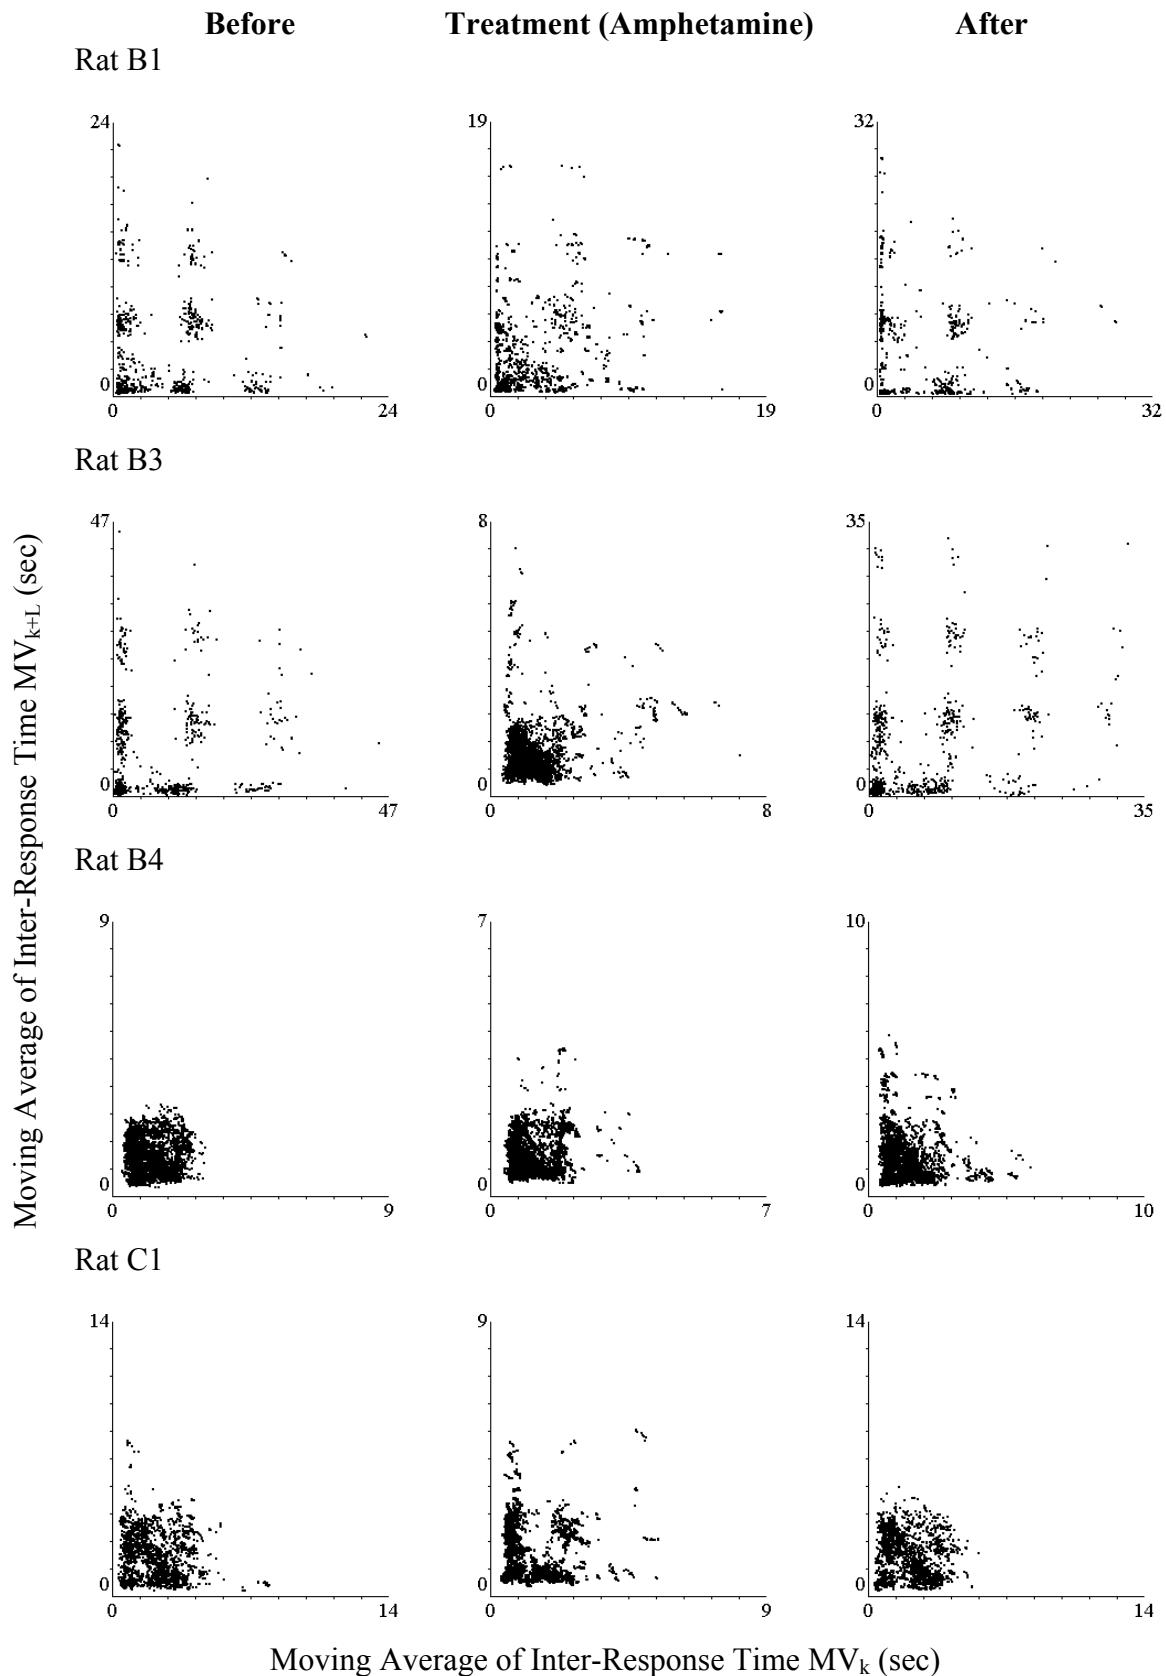 Before Treatment (Amphetamine) After
Rat B1
24 19 32
0 0 0
0 24 0 19 0 32
Rat B3
47 8 35
0 0 0
0 47 0 8 0 35
Rat B4
9 7 10
0 0 0
0 9 0 7 0 10
Rat C1
14 9 14
0 0 0
0 14 0 9 0 14
Moving Average of Inter-Response Time MVk+L (sec)
Moving Average of Inter-Response Time MVk (sec)